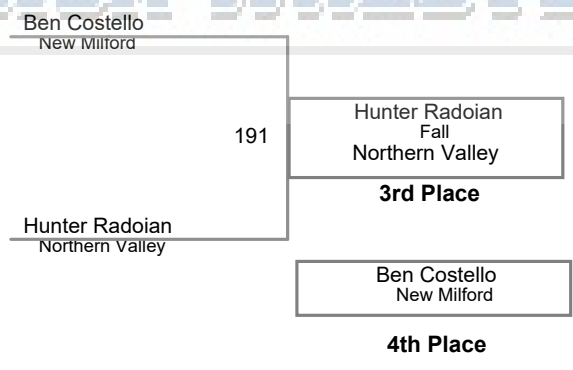 Ben Costello
New Milford
191
Hunter Radoian
Fall
Northern Valley
3rd Place
Hunter Radoian
Northern Valley
Ben Costello
New Milford
4th Place